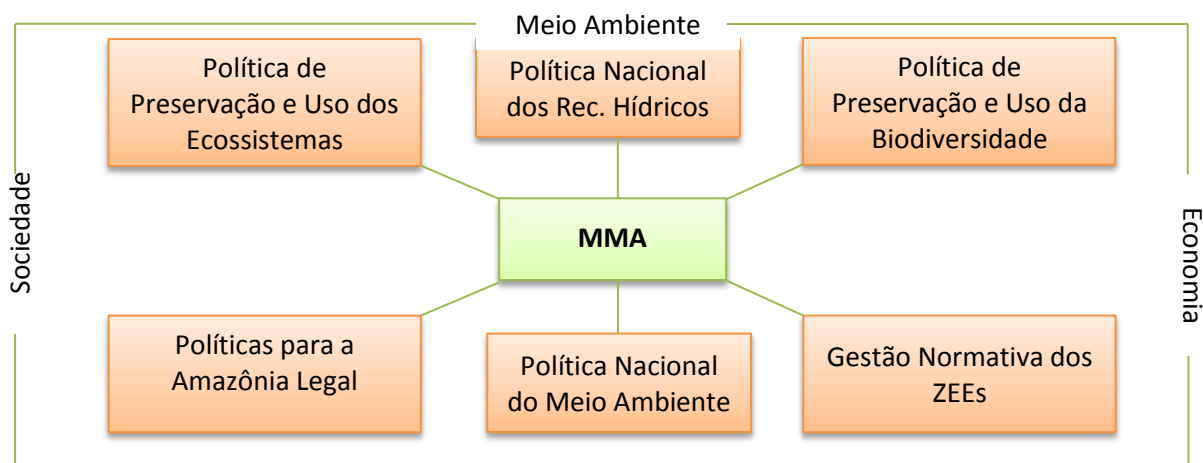 Meio Ambiente
Política de
Preservação e Uso dos
Ecossistemas
Política Nacional
dos Rec. Hídricos
Política de
Preservação e Uso da
Biodiversidade
Sociedade
MMA
Economia
Políticas para a
Amazônia Legal
Política Nacional
do Meio Ambiente
Gestão Normativa dos
ZEEs